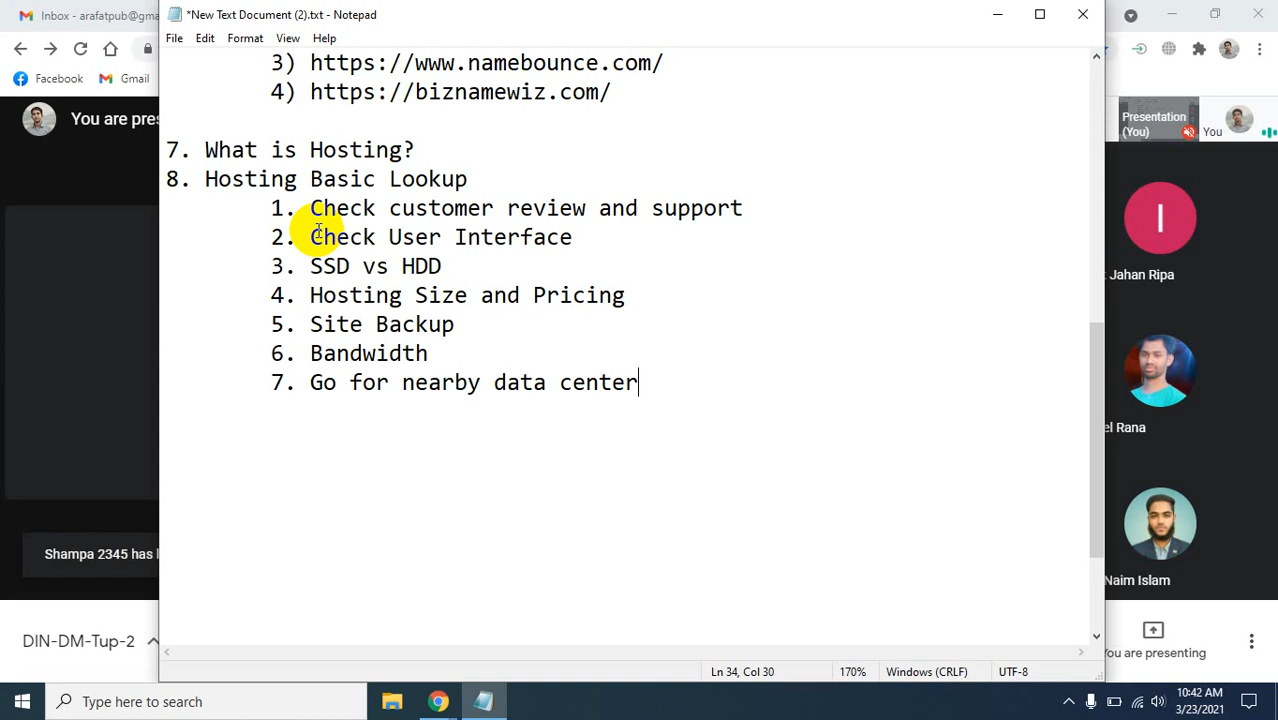 Inbox - arafatpub@gma
*New Text Document (2).txt - Notepad
File Edit Format View Help
Facebook Gmail
You are pres
3) https://www.namebounce.com/
4) https://biznamewiz.com/
7. What is Hosting?
8. Hosting Basic Lookup
1. Check customer review and support
2. Check User Interface
3. SSD vs HDD
4. Hosting Size and Pricing
5. Site Backup
6. Bandwidth
7. Go for nearby data center
Presentation
(You)
You
I
Jahan Ripa
el Rana
Naim Islam
Shampa 2345 has l
DIN-DM-Tup-2
You are presenting
Ln 34, Col 30 170% Windows (CRLF) UTF-8
Type here to search
10:42 AM
3/23/2021